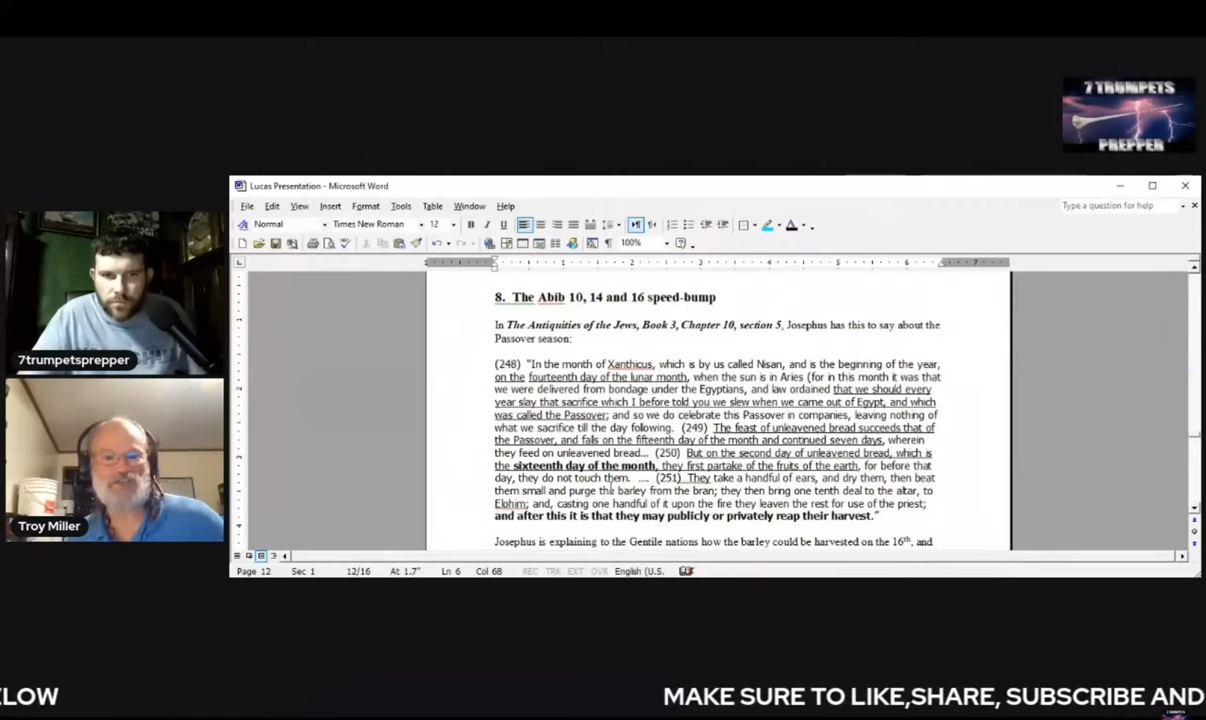 7 TRUMPETS
PREPPER
Lucas Presentation - Microsoft Word
File Edit View Insert Format Tools Table Window Help
Type a question for help
Normal Times New Roman 12 B I U
100%
1 1 2 3 4 5 6 7
8. The Abib 10, 14 and 16 speed-bump
In The Antiquities of the Jews, Book 3, Chapter 10, section 5, Josephus has this to say about the
Passover season:
(248) "In the month of Xanthicus, which is by us called Nisan, and is the beginning of the year,
on the fourteenth day of the lunar month, when the sun is in Aries (for in this month it was that
we were delivered from bondage under the Egyptians, and law ordained that we should every
year slay that sacrifice which I before told you we slew when we came out of Egypt, and which
was called the Passover; and so we do celebrate this Passover in companies, leaving nothing of
what we sacrifice till the day following. (249) The feast of unleavened bread succeeds that of
the Passover, and falls on the fifteenth day of the month and continued seven days, wherein
they feed on unleavened bread... (250) But on the second day of unleavened bread, which is
the sixteenth day of the month, they first partake of the fruits of the earth, for before that
day, they do not touch them. .... (251) They take a handful of ears, and dry them, then beat
them small and purge the barley from the bran; they then bring one tenth deal to the altar, to
Elohim; and, casting one handful of it upon the fire they leaven the rest for use of the priest;
and after this it is that they may publicly or privately reap their harvest."
Josephus is explaining to the Gentile nations how the barley could be harvested on the 16th, and
Page 12 Sec 1 12/16 At 1.7" Ln 6 Col 68 REC TRK EXT OVR English (U.S.
7trumpetsprepper
Troy Miller
ELOW MAKE SURE TO LIKE,SHARE, SUBSCRIBE AND